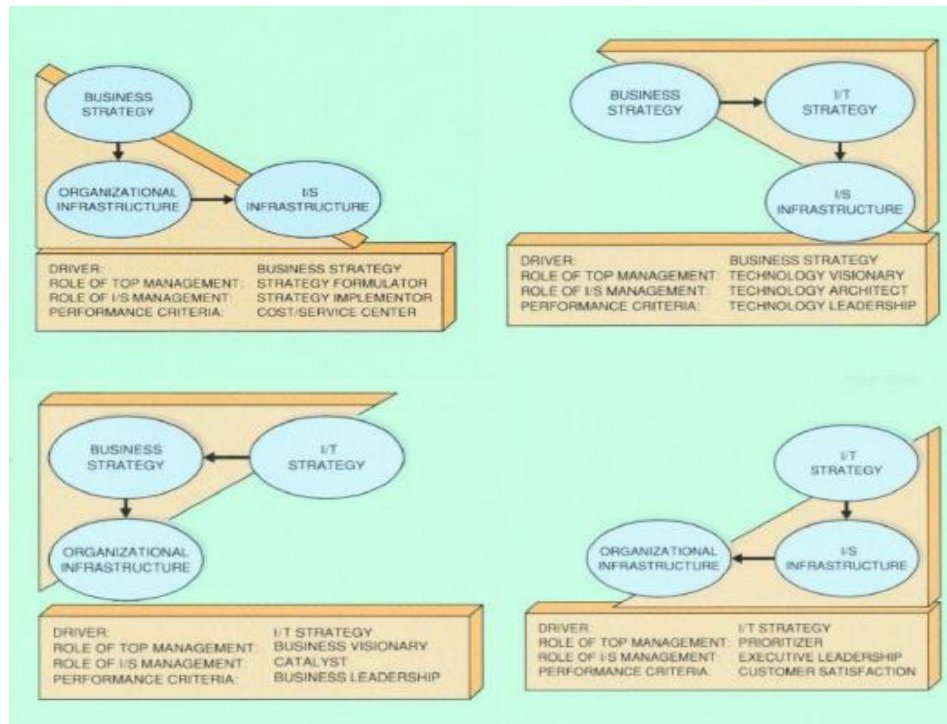 BUSINESS
STRATEGY
ORGANIZATIONAL
INFRASTRUCTURE
I/S
INFRASTRUCTURE
DRIVER: BUSINESS STRATEGY
ROLE OF TOP MANAGEMENT: STRATEGY FORMULATOR
ROLE OF I/S MANAGEMENT: STRATEGY IMPLEMENTOR
PERFORMANCE CRITERIA: COST/SERVICE CENTER
BUSINESS
STRATEGY
I/T
STRATEGY
I/S
INFRASTRUCTURE
DRIVER: BUSINESS STRATEGY
ROLE OF TOP MANAGEMENT: TECHNOLOGY VISIONARY
ROLE OF I/S MANAGEMENT: TECHNOLOGY ARCHITECT
PERFORMANCE CRITERIA: TECHNOLOGY LEADERSHIP
BUSINESS
STRATEGY
I/T
STRATEGY
ORGANIZATIONAL
INFRASTRUCTURE
DRIVER: I/T STRATEGY
ROLE OF TOP MANAGEMENT: BUSINESS VISIONARY
ROLE OF I/S MANAGEMENT: CATALYST
PERFORMANCE CRITERIA: BUSINESS LEADERSHIP
I/T
STRATEGY
ORGANIZATIONAL
INFRASTRUCTURE
I/S
INFRASTRUCTURE
DRIVER: I/T STRATEGY
ROLE OF TOP MANAGEMENT: PRIORITIZER
ROLE OF I/S MANAGEMENT: EXECUTIVE LEADERSHIP
PERFORMANCE CRITERIA: CUSTOMER SATISFACTION